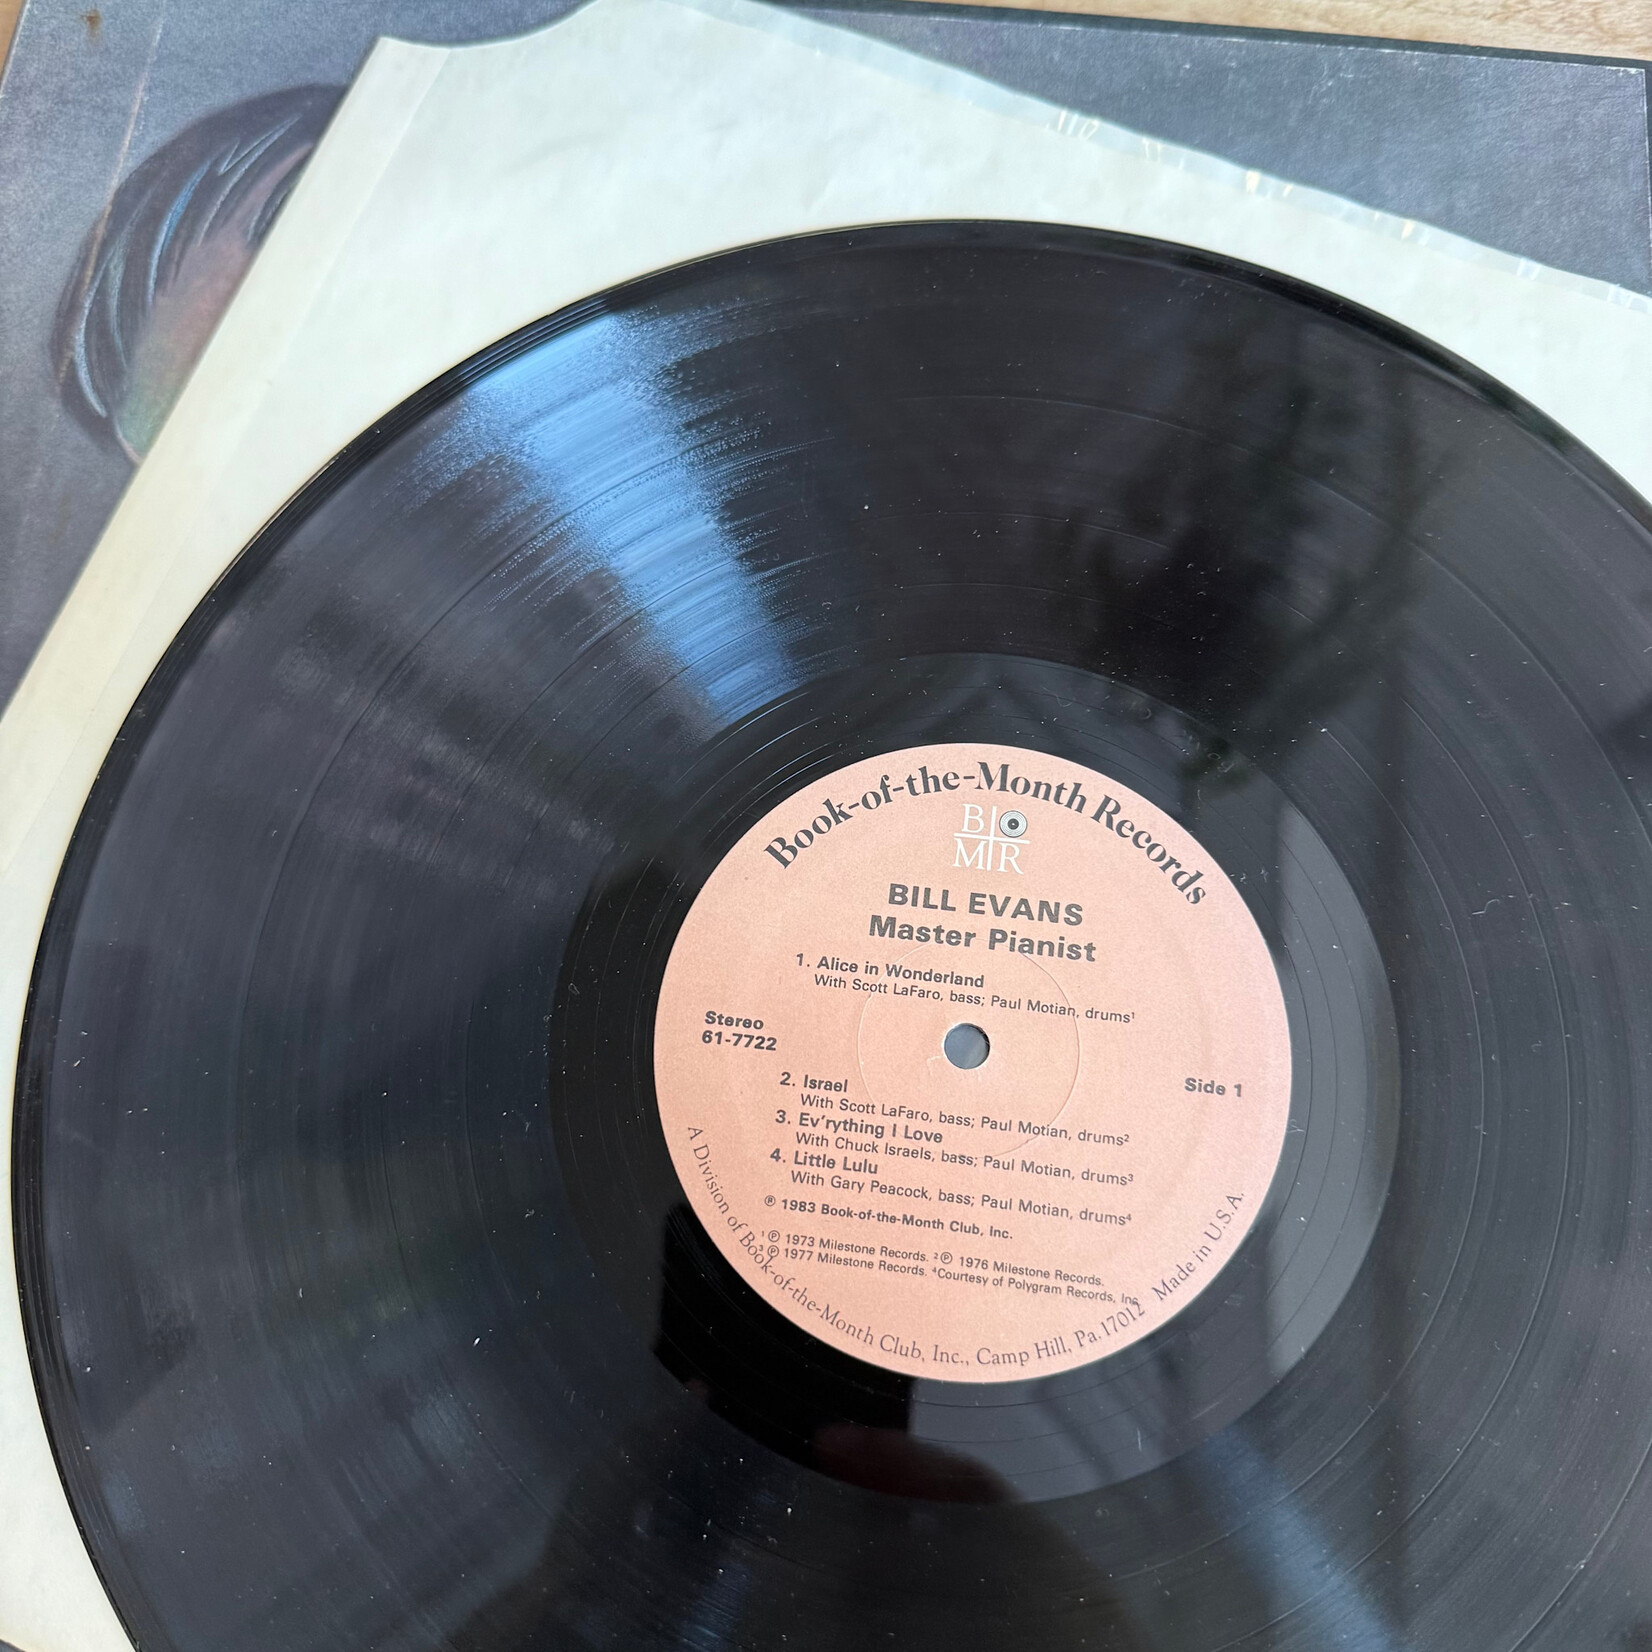 Book-of-the-Month Records
B
M R
BILL EVANS
Master Pianist
1. Alice in Wonderland
With Scott LaFaro, bass; Paul Motian, drums¹
Stereo
61-7722
Side 1
2. Israel
With Scott LaFaro, bass; Paul Motian, drums²
3. Ev'rything I Love
With Chuck Israels, bass; Paul Motian, drums³
4. Little Lulu
With Gary Peacock, bass; Paul Motian, drums⁴
℗ 1983 Book-of-the-Month Club, Inc.
¹℗ 1973 Milestone Records. ²℗ 1976 Milestone Records.
³℗ 1977 Milestone Records. ⁴Courtesy of Polygram Records, Inc.
A Division of Book-of-the-Month Club, Inc., Camp Hill, Pa. 17012 Made in U.S.A.